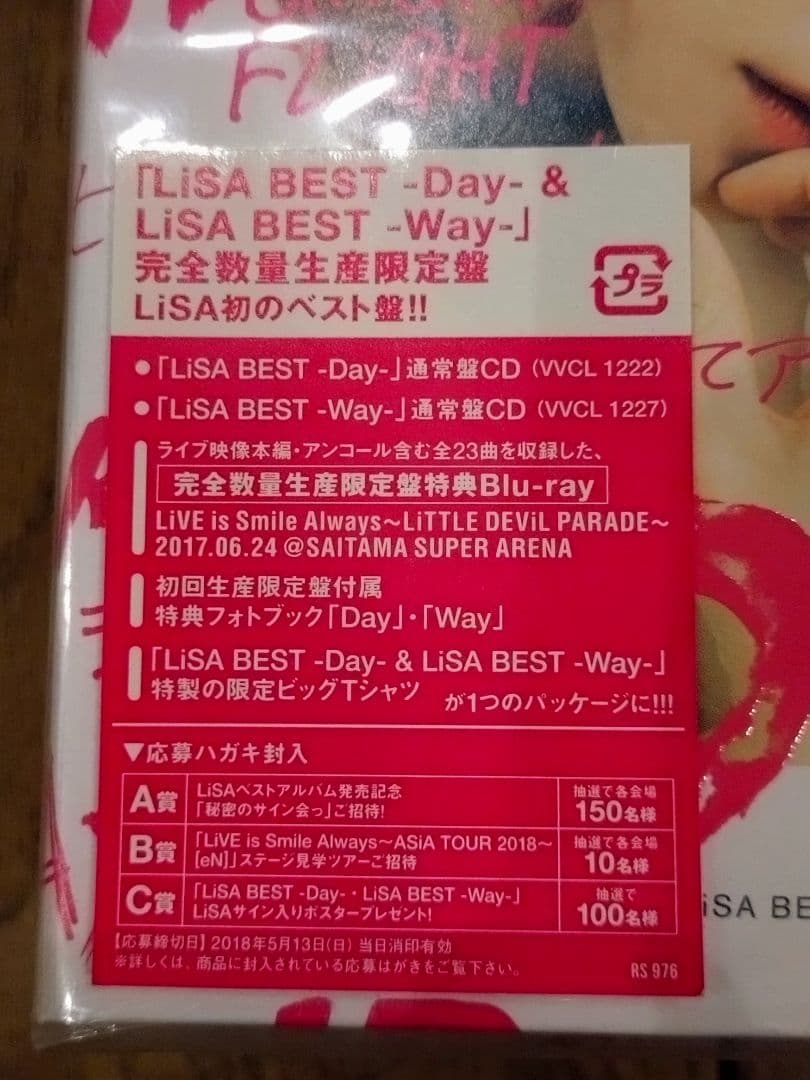 FLiGHT
「LiSA BEST -Day- &
LiSA BEST -Way-」
完全数量生産限定盤
LiSA初のベスト盤!!
プラ
てア
●「LiSA BEST -Day-」通常盤CD (VVCL 1222)
●「LiSA BEST -Way-」通常盤CD (VVCL 1227)
ライブ映像本編・アンコール含む全23曲を収録した、
完全数量生産限定盤特典Blu-ray
LiVE is Smile Always～LiTTLE DEViL PARADE～
2017.06.24 @SAITAMA SUPER ARENA
初回生産限定盤付属
特典フォトブック「Day」・「Way」
「LiSA BEST -Day- & LiSA BEST -Way-」
特製の限定ビッグTシャツ が1つのパッケージに!!!
▼応募ハガキ封入
A賞 LiSAベストアルバム発売記念 抽選で各会場
「秘密のサイン会っ」ご招待! 150名様
B賞 「LiVE is Smile Always～ASiA TOUR 2018～ 抽選で各会場
[eN]」ステージ見学ツアーご招待 10名様
C賞 「LiSA BEST -Day-・LiSA BEST -Way-」 抽選で
LiSAサイン入りポスタープレゼント! 100名様
iSA BE
【応募締切日】2018年5月13日(日) 当日消印有効
※詳しくは、商品に封入されている応募はがきをご覧下さい。 RS 976